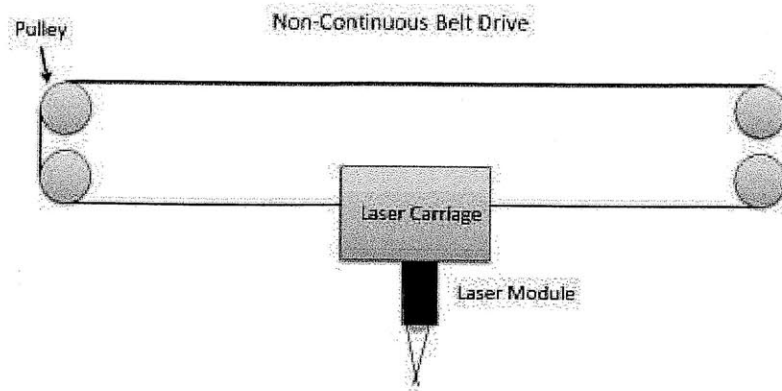 Non-Continuous Belt Drive
Pulley
Laser Carriage
Laser Module